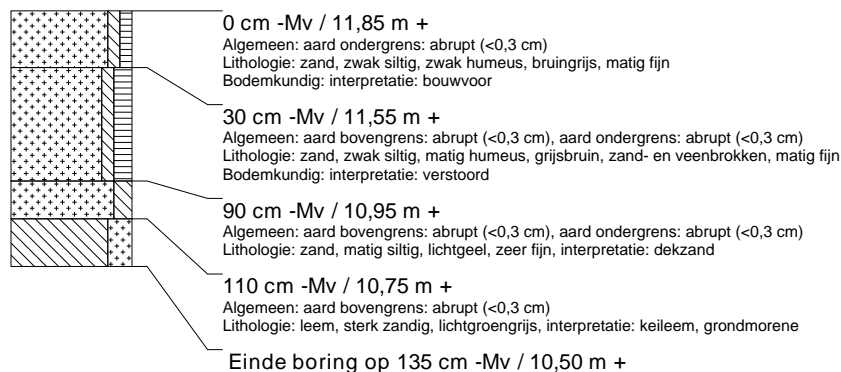 0 cm -Mv / 11,85 m +
Algemeen: aard ondergrens: abrupt (<0,3 cm)
Lithologie: zand, zwak siltig, zwak humeus, bruingrijs, matig fijn
Bodemkundig: interpretatie: bouwvoor
30 cm -Mv / 11,55 m +
Algemeen: aard bovengrens: abrupt (<0,3 cm), aard ondergrens: abrupt (<0,3 cm)
Lithologie: zand, zwak siltig, matig humeus, grijsbruin, zand- en veenbrokken, matig fijn
Bodemkundig: interpretatie: verstoord
90 cm -Mv / 10,95 m +
Algemeen: aard bovengrens: abrupt (<0,3 cm), aard ondergrens: abrupt (<0,3 cm)
Lithologie: zand, matig siltig, lichtgeel, zeer fijn, interpretatie: dekzand
110 cm -Mv / 10,75 m +
Algemeen: aard bovengrens: abrupt (<0,3 cm)
Lithologie: leem, sterk zandig, lichtgroengrijs, interpretatie: keileem, grondmorene
Einde boring op 135 cm -Mv / 10,50 m +